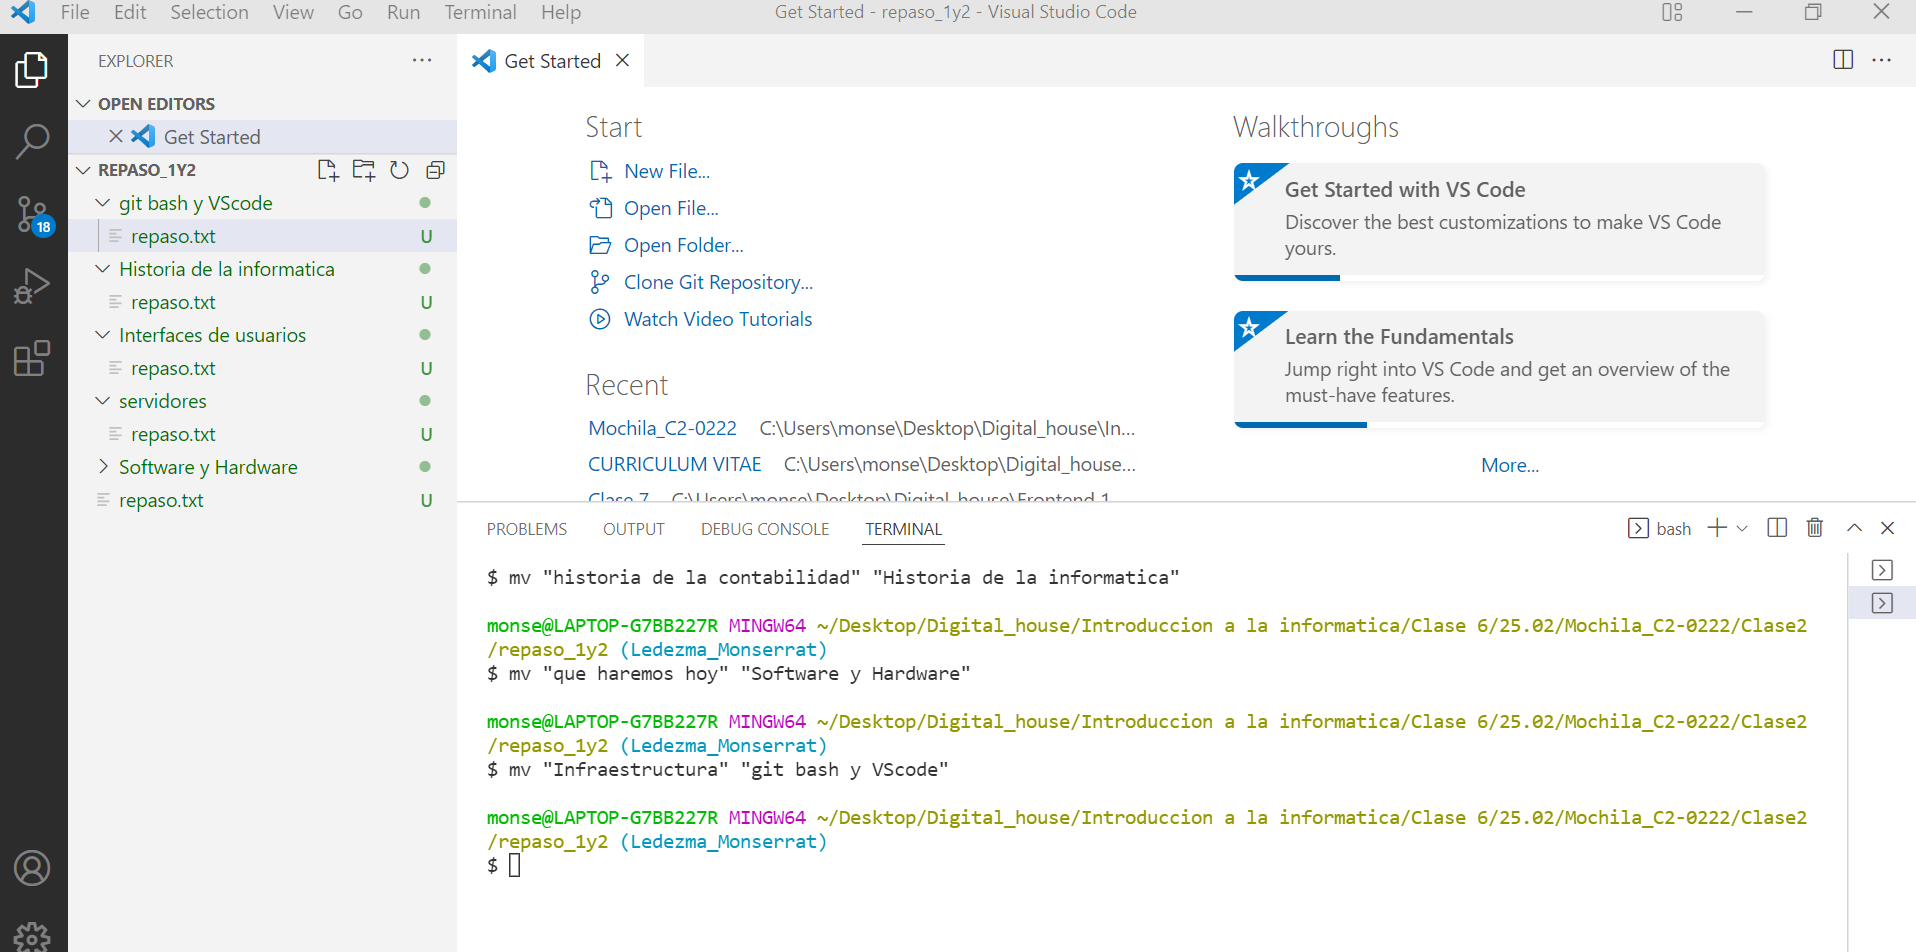 File Edit Selection View Go Run Terminal Help
Get Started - repaso_1y2 - Visual Studio Code
EXPLORER
OPEN EDITORS
Get Started
REPASO_1Y2
git bash y VScode
repaso.txt U
Historia de la informatica
repaso.txt U
Interfaces de usuarios
repaso.txt U
servidores
repaso.txt U
Software y Hardware
repaso.txt U
18
Get Started
Start
New File...
Open File...
Open Folder...
Clone Git Repository...
Watch Video Tutorials
Recent
Mochila_C2-0222 C:\Users\monse\Desktop\Digital_house\In...
CURRICULUM VITAE C:\Users\monse\Desktop\Digital_house...
Clase 7 C:\Users\monse\Desktop\Digital_house\Frontend 1
Walkthroughs
Get Started with VS Code
Discover the best customizations to make VS Code
yours.
Learn the Fundamentals
Jump right into VS Code and get an overview of the
must-have features.
More...
PROBLEMS OUTPUT DEBUG CONSOLE TERMINAL
bash
$ mv "historia de la contabilidad" "Historia de la informatica"
monse@LAPTOP-G7BB227R MINGW64 ~/Desktop/Digital_house/Introduccion a la informatica/Clase 6/25.02/Mochila_C2-0222/Clase2
/repaso_1y2 (Ledezma_Monserrat)
$ mv "que haremos hoy" "Software y Hardware"
monse@LAPTOP-G7BB227R MINGW64 ~/Desktop/Digital_house/Introduccion a la informatica/Clase 6/25.02/Mochila_C2-0222/Clase2
/repaso_1y2 (Ledezma_Monserrat)
$ mv "Infraestructura" "git bash y VScode"
monse@LAPTOP-G7BB227R MINGW64 ~/Desktop/Digital_house/Introduccion a la informatica/Clase 6/25.02/Mochila_C2-0222/Clase2
/repaso_1y2 (Ledezma_Monserrat)
$